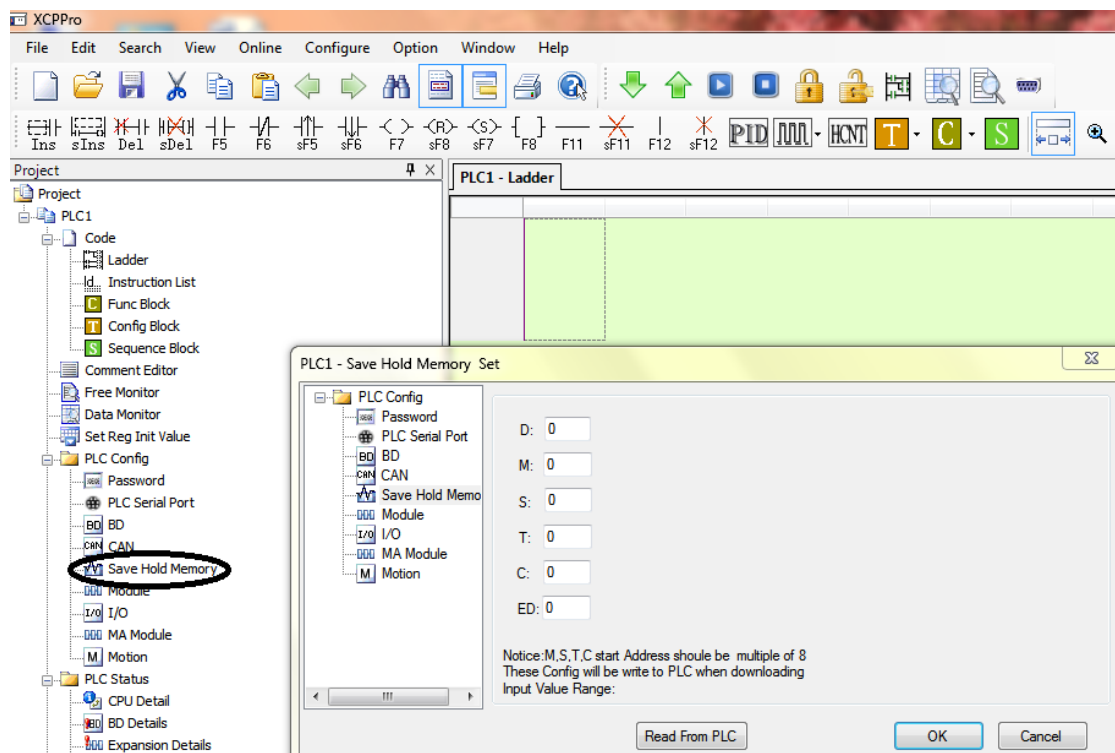 XCPPro
File Edit Search View Online Configure Option Window Help
Ins sIns Del sDel F5 F6 sF5 sF6 F7 sF8 sF7 F8 F11 sF11 F12 sF12 PID HCNT T C S
Project
PLC1 - Ladder
Project
PLC1
Code
Ladder
Instruction List
C Func Block
T Config Block
S Sequence Block
Comment Editor
Free Monitor
Data Monitor
Set Reg Init Value
PLC Config
Password
PLC Serial Port
BD BD
CAN CAN
Save Hold Memory
Module
I/O I/O
MA Module
M Motion
PLC Status
CPU Detail
BD BD Details
Expansion Details
PLC1 - Save Hold Memory Set
PLC Config
Password
PLC Serial Port
BD BD
CAN CAN
Save Hold Memo
Module
I/O I/O
MA Module
M Motion
D: 0
M: 0
S: 0
T: 0
C: 0
ED: 0
Notice:M,S,T,C start Address shoule be multiple of 8
These Config will be write to PLC when downloading
Input Value Range:
Read From PLC OK Cancel